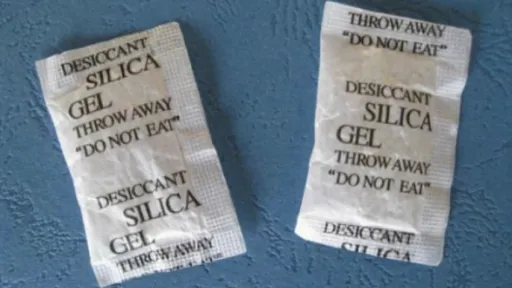 DESICCANT
SILICA
GEL
THROW AWAY
"DO NOT EAT"
DESICCANT
SILICA
GEL
THROW AWAY
THROW AWAY
"DO NOT EAT"
DESICCANT
SILICA
GEL
THROW AWAY
"DO NOT EAT"
DESICCANT
SILICA